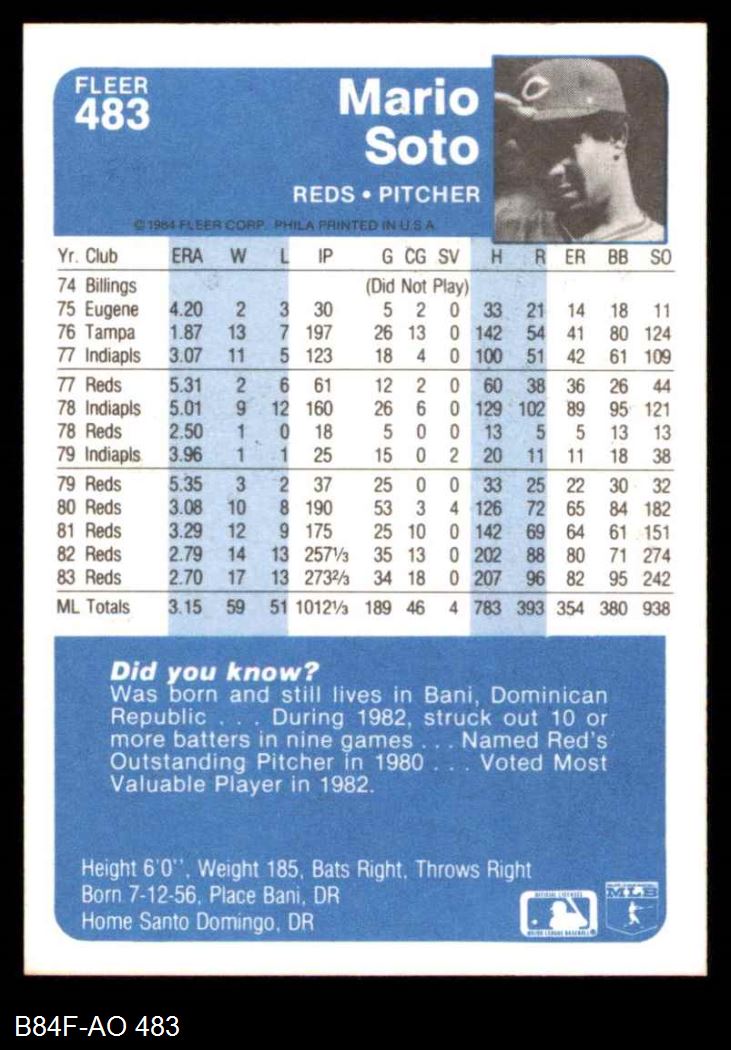 FLEER
483
Mario
Soto
REDS • PITCHER
© 1984 FLEER CORP. PHILA PRINTED IN U S A
Yr. Club ERA W L IP G CG SV H R ER BB SO
74 Billings (Did Not Play)
75 Eugene 4.20 2 3 30 5 2 0 33 21 14 18 11
76 Tampa 1.87 13 7 197 26 13 0 142 54 41 80 124
77 Indiapls 3.07 11 5 123 18 4 0 100 51 42 61 109
77 Reds 5.31 2 6 61 12 2 0 60 38 36 26 44
78 Indiapls 5.01 9 12 160 26 6 0 129 102 89 95 121
78 Reds 2.50 1 0 18 5 0 0 13 5 5 13 13
79 Indiapls 3.96 1 1 25 15 0 2 20 11 11 18 38
79 Reds 5.35 3 2 37 25 0 0 33 25 22 30 32
80 Reds 3.08 10 8 190 53 3 4 126 72 65 84 182
81 Reds 3.29 12 9 175 25 10 0 142 69 64 61 151
82 Reds 2.79 14 13 257⅓ 35 13 0 202 88 80 71 274
83 Reds 2.70 17 13 273⅔ 34 18 0 207 96 82 95 242
ML Totals 3.15 59 51 1012⅓ 189 46 4 783 393 354 380 938
Did you know?
Was born and still lives in Bani, Dominican
Republic . . . During 1982, struck out 10 or
more batters in nine games . . . Named Red's
Outstanding Pitcher in 1980 . . . Voted Most
Valuable Player in 1982.
Height 6'0'', Weight 185, Bats Right, Throws Right
Born 7-12-56, Place Bani, DR
Home Santo Domingo, DR
OFFICIAL LICENSEE
MAJOR LEAGUE BASEBALL
MLB
B84F-AO 483